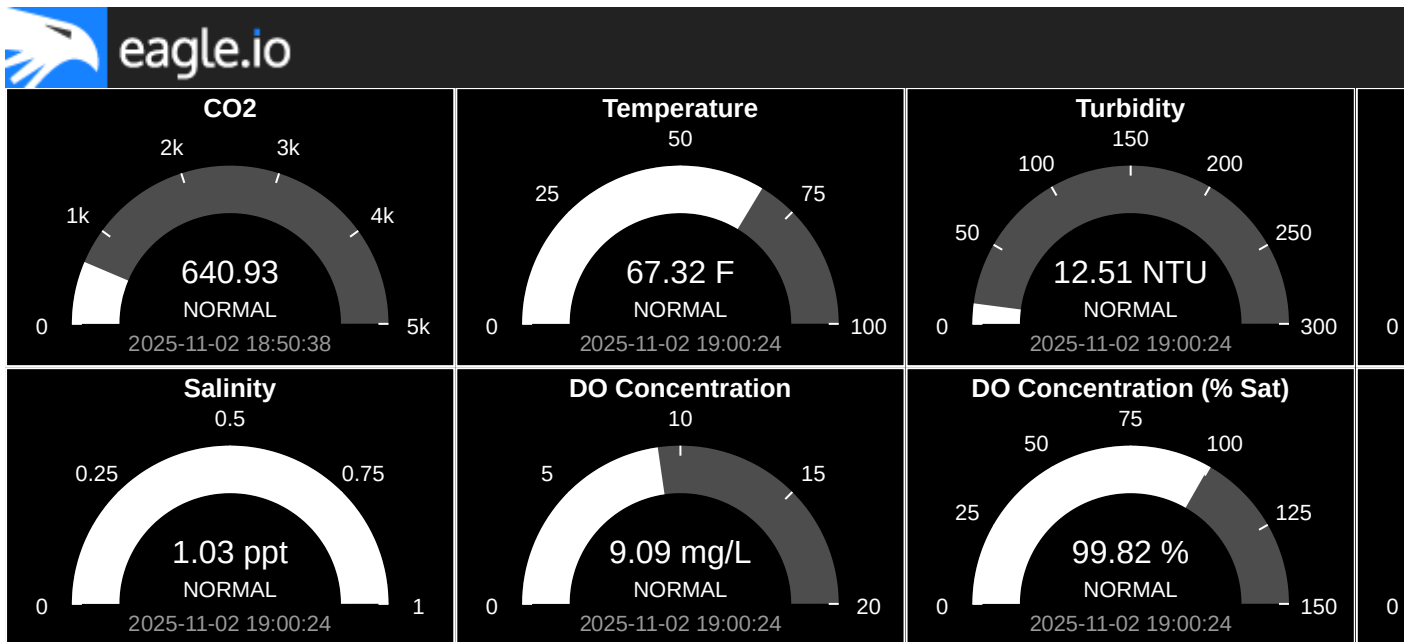 eagle.io
CO2
0
1k
2k
3k
4k
5k
640.93
NORMAL
2025-11-02 18:50:38
Temperature
0
25
50
75
100
67.32 F
NORMAL
2025-11-02 19:00:24
Turbidity
0
50
100
150
200
250
300
12.51 NTU
NORMAL
2025-11-02 19:00:24
0
Salinity
0
0.25
0.5
0.75
1
1.03 ppt
NORMAL
2025-11-02 19:00:24
DO Concentration
0
5
10
15
20
9.09 mg/L
NORMAL
2025-11-02 19:00:24
DO Concentration (% Sat)
0
25
50
75
100
125
150
99.82 %
NORMAL
2025-11-02 19:00:24
0